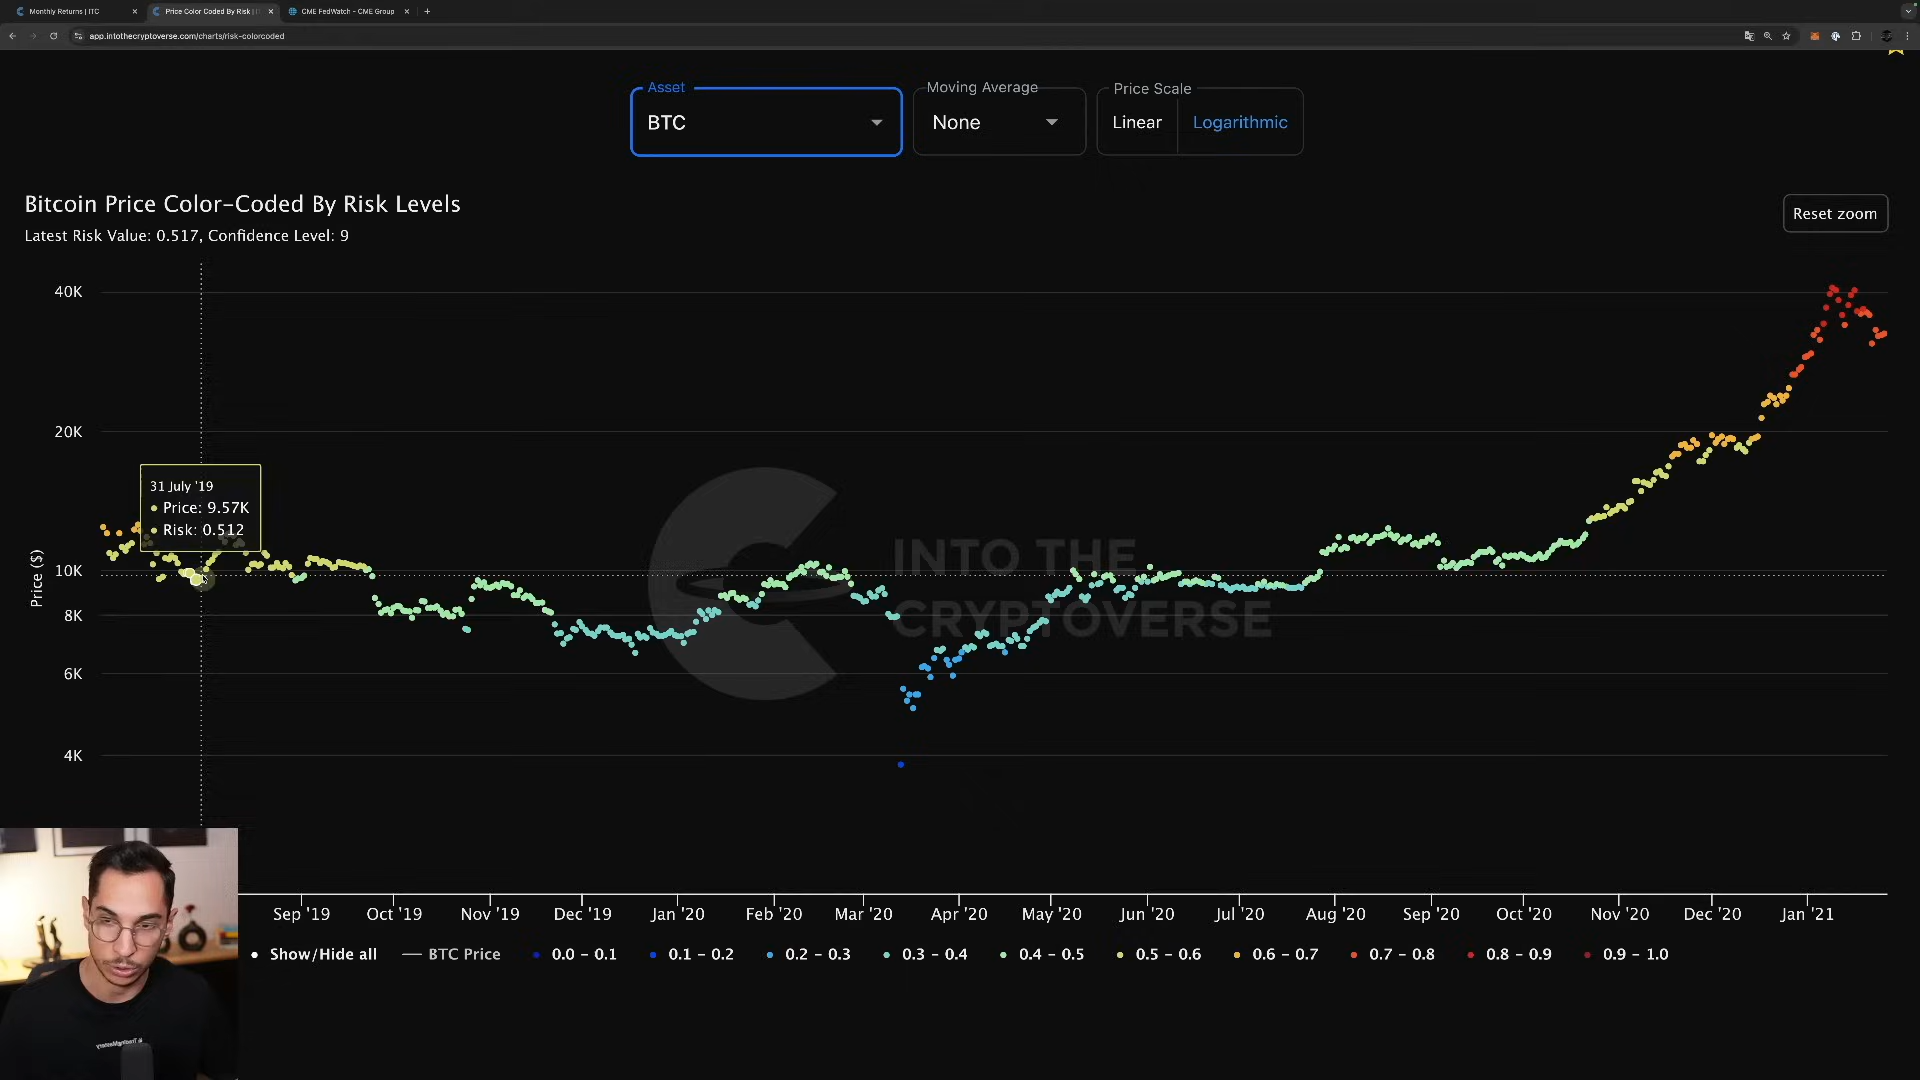 Monthly Returns | ITC
Price Color Coded By Risk |
CME FedWatch - CME Group
app.intothecryptoverse.com/charts/risk-colorcoded
Asset
BTC
Moving Average
None
Price Scale
Linear
Logarithmic
Bitcoin Price Color-Coded By Risk Levels
Latest Risk Value: 0.517, Confidence Level: 9
Reset zoom
40K
20K
10K
8K
6K
4K
Price ($)
31 July '19
Price: 9.57K
Risk: 0.512
INTO THE
CRYPTOVERSE
Sep '19 Oct '19 Nov '19 Dec '19 Jan '20 Feb '20 Mar '20 Apr '20 May '20 Jun '20 Jul '20 Aug '20 Sep '20 Oct '20 Nov '20 Dec '20 Jan '21
Show/Hide all BTC Price 0.0 - 0.1 0.1 - 0.2 0.2 - 0.3 0.3 - 0.4 0.4 - 0.5 0.5 - 0.6 0.6 - 0.7 0.7 - 0.8 0.8 - 0.9 0.9 - 1.0